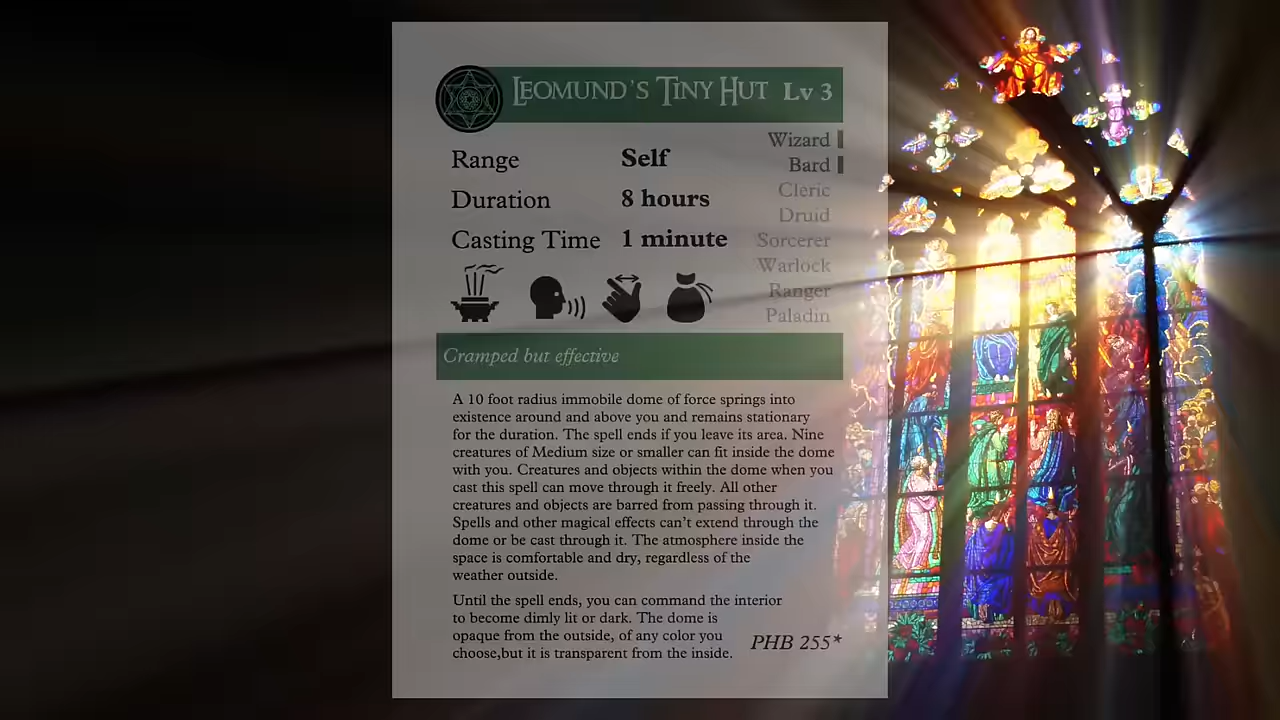 Leomund's Tiny Hut Lv 3
Wizard
Bard
Cleric
Druid
Sorcerer
Warlock
Ranger
Paladin
Range Self
Duration 8 hours
Casting Time 1 minute
Cramped but effective
A 10 foot radius immobile dome of force springs into
existence around and above you and remains stationary
for the duration. The spell ends if you leave its area. Nine
creatures of Medium size or smaller can fit inside the dome
with you. Creatures and objects within the dome when you
cast this spell can move through it freely. All other
creatures and objects are barred from passing through it.
Spells and other magical effects can't extend through the
dome or be cast through it. The atmosphere inside the
space is comfortable and dry, regardless of the
weather outside.
Until the spell ends, you can command the interior
to become dimly lit or dark. The dome is
opaque from the outside, of any color you
choose,but it is transparent from the inside.
PHB 255*